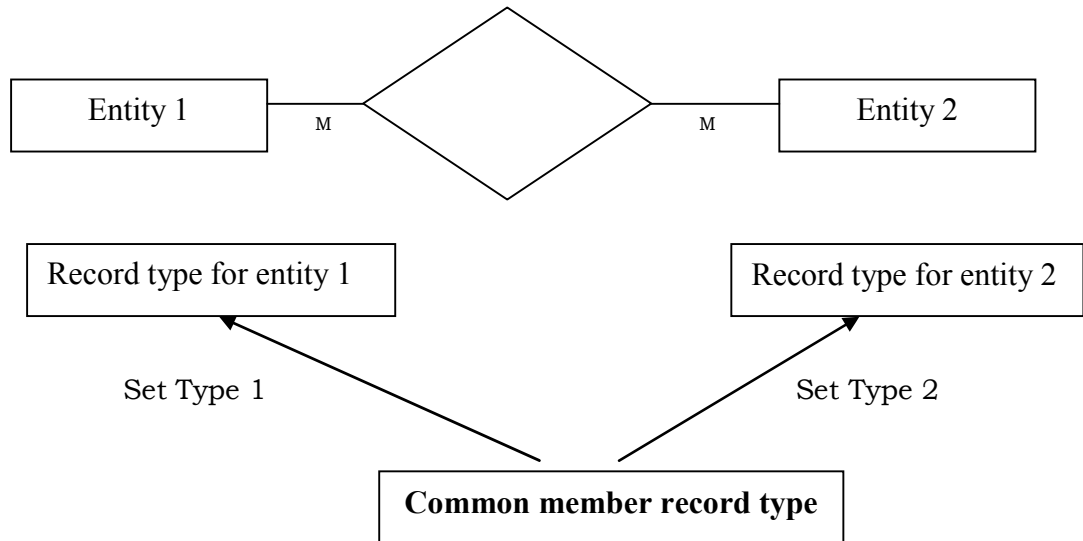 Entity 1
M
M
Entity 2
Record type for entity 1
Record type for entity 2
Set Type 1
Set Type 2
Common member record type